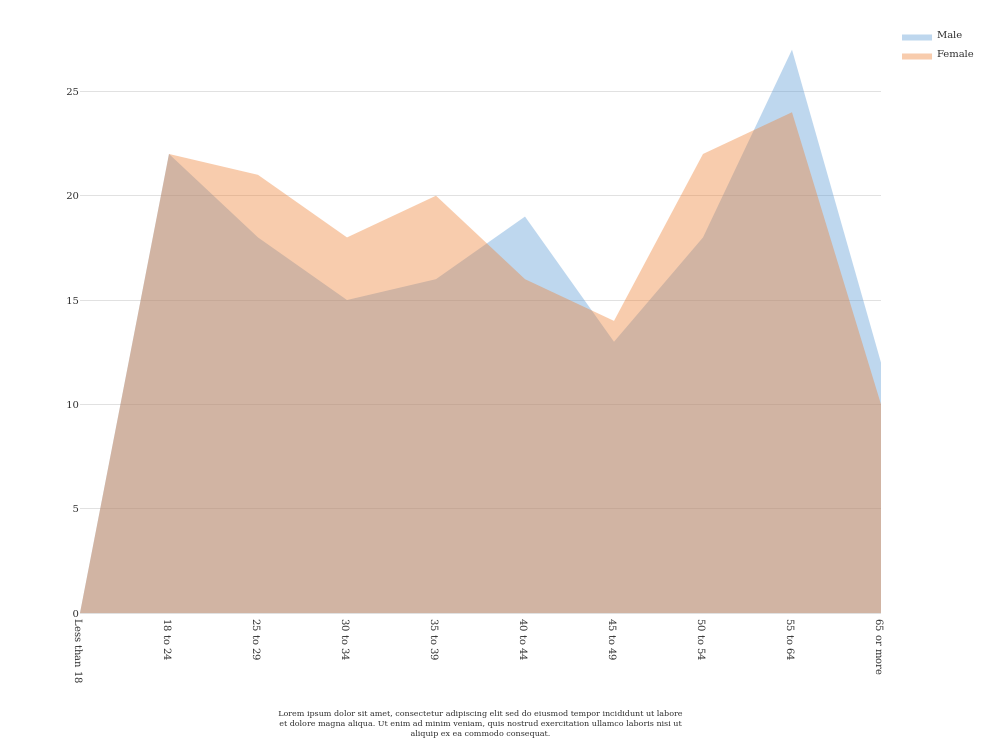 Male
Female
25
20
15
10
5
0
Less than 18
18 to 24
25 to 29
30 to 34
35 to 39
40 to 44
45 to 49
50 to 54
55 to 64
65 or more
Lorem ipsum dolor sit amet, consectetur adipiscing elit sed do eiusmod tempor incididunt ut labore
et dolore magna aliqua. Ut enim ad minim veniam, quis nostrud exercitation ullamco laboris nisi ut
aliquip ex ea commodo consequat.